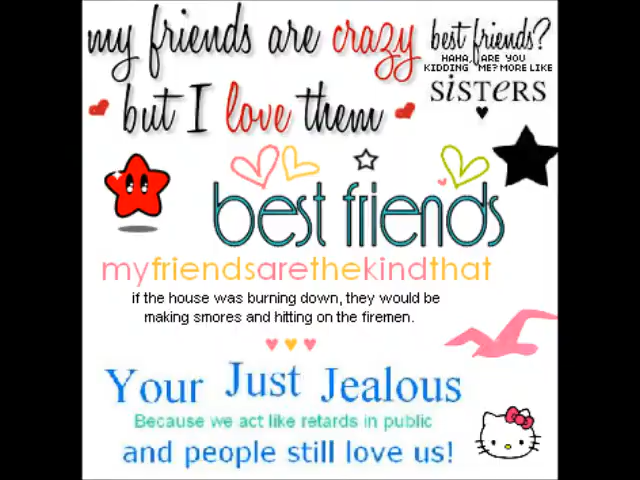 my friends are crazy
but I love them
best friends?
HAHA, ARE YOU
KIDDING ME? MORE LIKE
SiSTERS
best friends
myfriendsarethekindthat
if the house was burning down, they would be
making smores and hitting on the firemen.
Your Just Jealous
Because we act like retards in public
and people still love us!